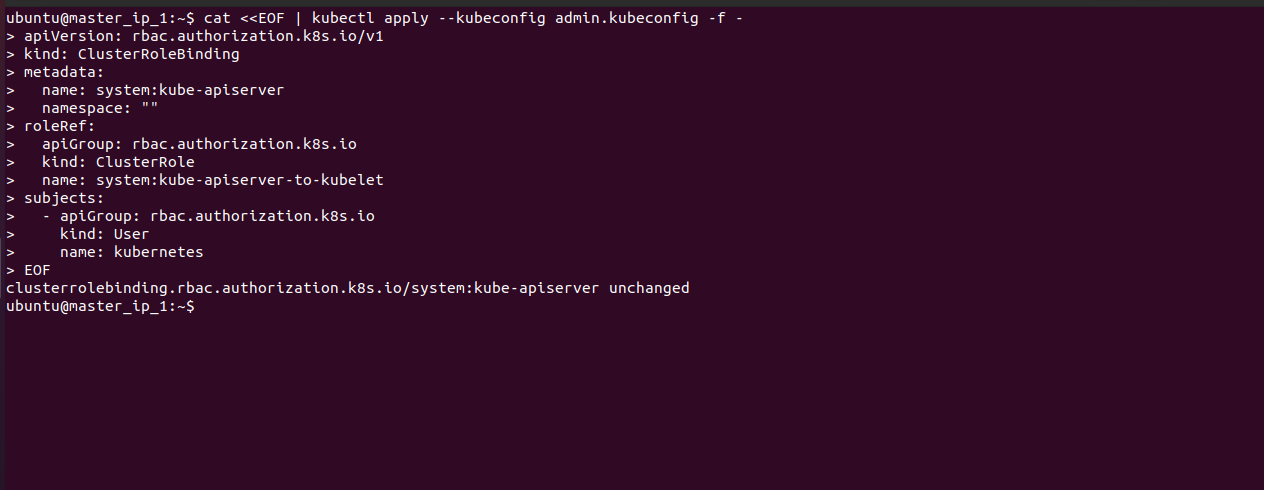 ubuntu@master_ip_1:~$ cat <<EOF | kubectl apply --kubeconfig admin.kubeconfig -f -
> apiVersion: rbac.authorization.k8s.io/v1
> kind: ClusterRoleBinding
> metadata:
>   name: system:kube-apiserver
>   namespace: ""
> roleRef:
>   apiGroup: rbac.authorization.k8s.io
>   kind: ClusterRole
>   name: system:kube-apiserver-to-kubelet
> subjects:
>   - apiGroup: rbac.authorization.k8s.io
>     kind: User
>     name: kubernetes
> EOF
clusterrolebinding.rbac.authorization.k8s.io/system:kube-apiserver unchanged
ubuntu@master_ip_1:~$